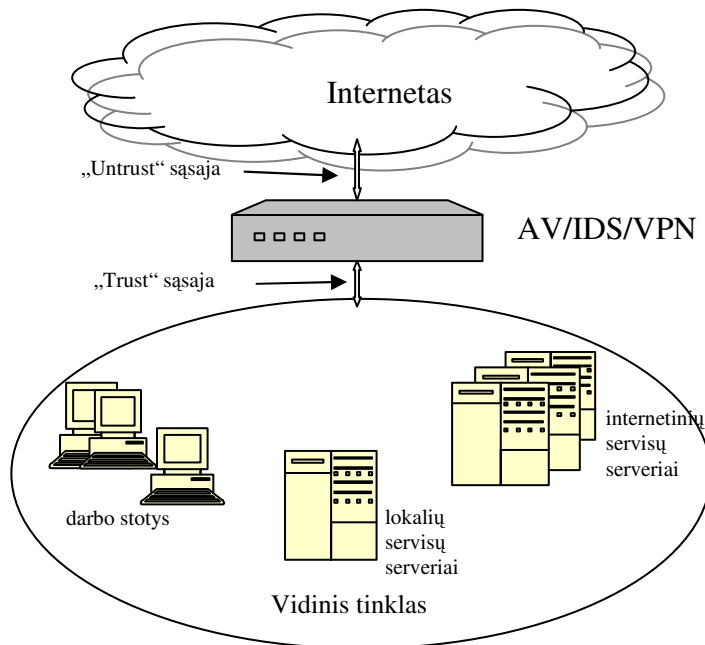 Internetas
„Untrust“ sąsaja
AV/IDS/VPN
„Trust“ sąsaja
internetinių
servisų
serveriai
darbo stotys
lokalių
servisų
serveriai
Vidinis tinklas